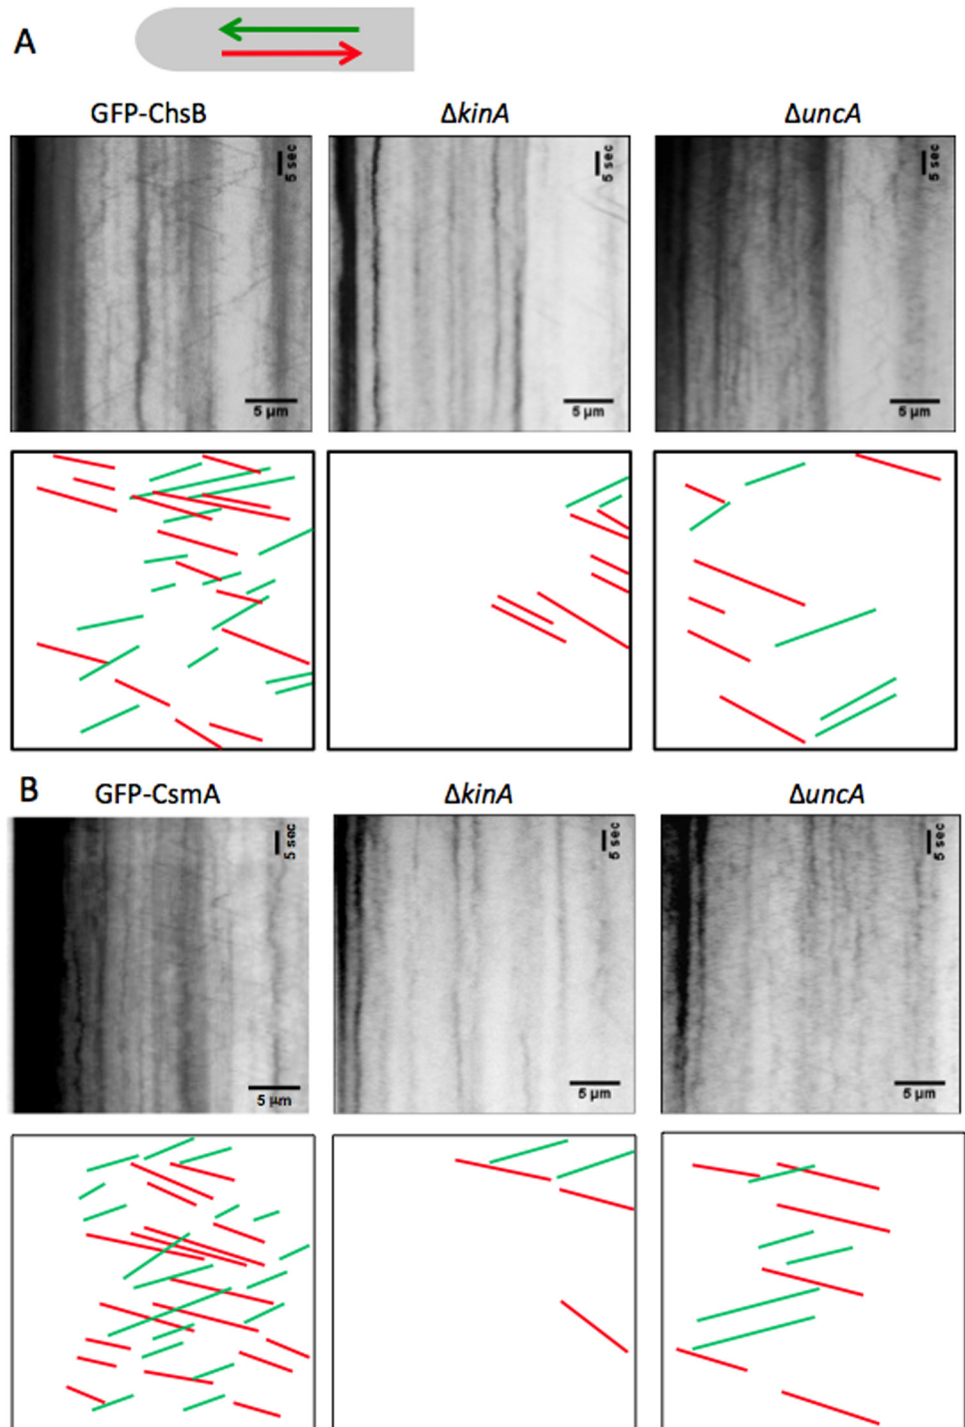 A
GFP-ChsB ΔkinA ΔuncA
5 sec 5 sec 5 sec
5 µm 5 µm 5 µm
B
GFP-CsmA ΔkinA ΔuncA
5 sec 5 sec 5 sec
5 µm 5 µm 5 µm